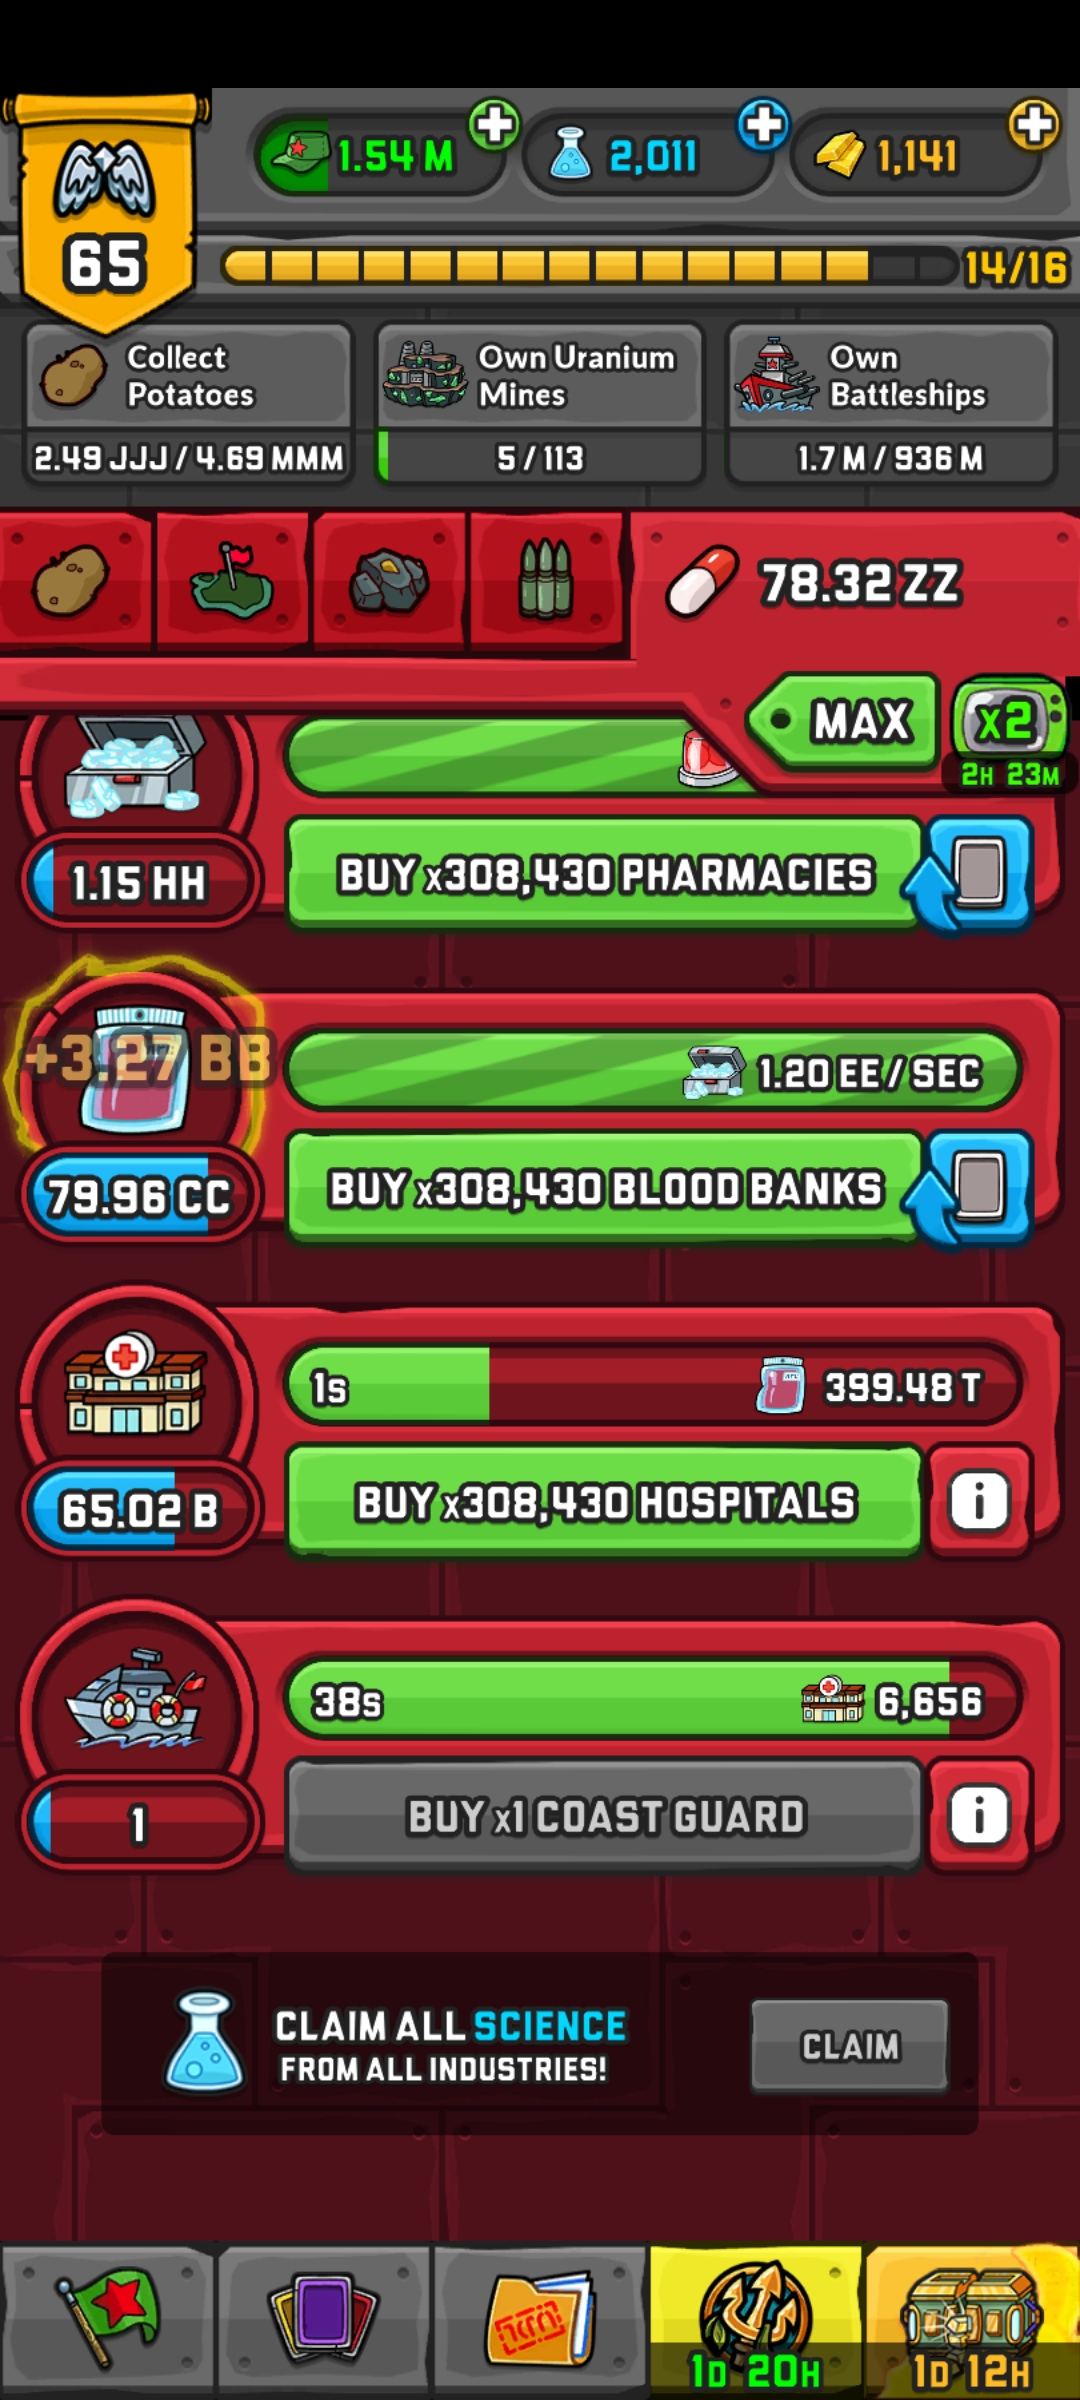 1.54 M
2,011
1,141
65
14/16
Collect
Potatoes
2.49 JJJ / 4.69 MMM
Own Uranium
Mines
5 / 113
Own
Battleships
1.7 M / 936 M
78.32 ZZ
MAX
x2
2H 23M
1.15 HH
BUY x308,430 PHARMACIES
+3.27 BB
1.20 EE / SEC
79.96 CC
BUY x308,430 BLOOD BANKS
1s
399.48 T
65.02 B
BUY x308,430 HOSPITALS
i
38s
6,656
1
BUY x1 COAST GUARD
i
CLAIM ALL SCIENCE
FROM ALL INDUSTRIES!
CLAIM
1D 20H
1D 12H